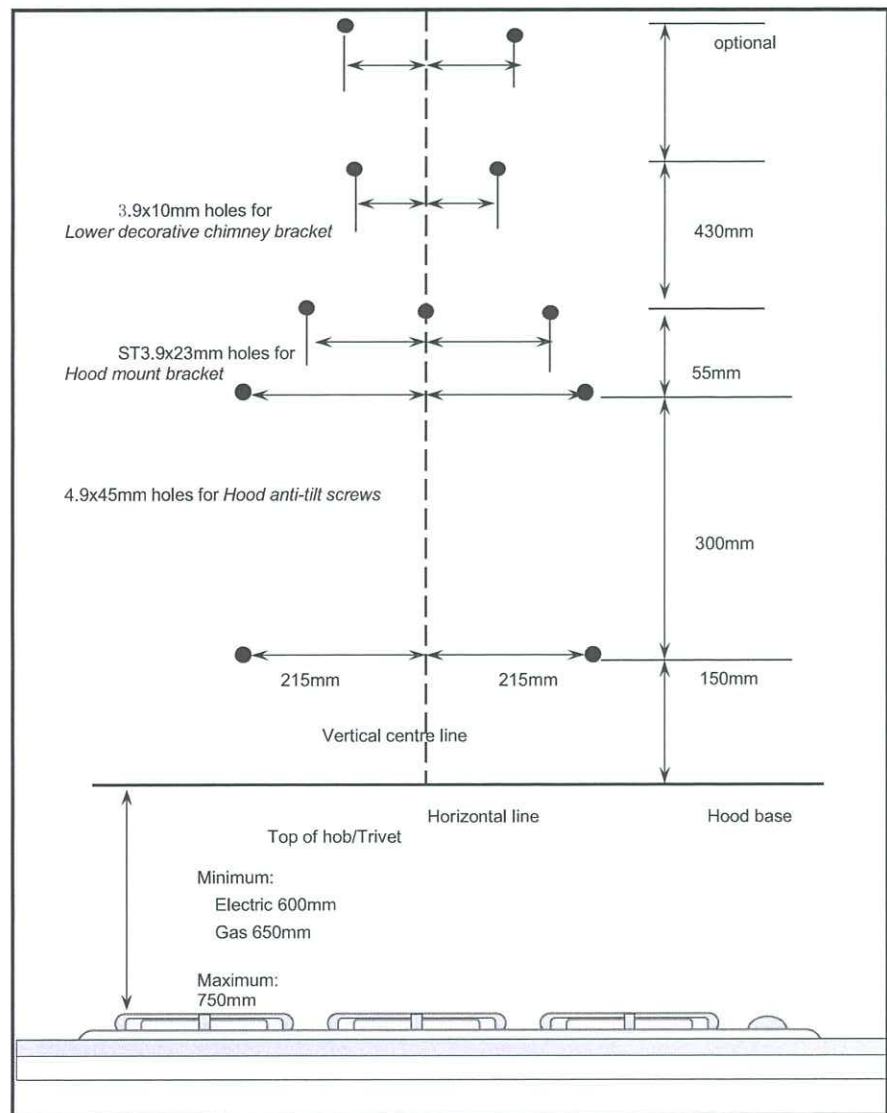 optional
3.9x10mm holes for
Lower decorative chimney bracket
430mm
ST3.9x23mm holes for
Hood mount bracket
55mm
4.9x45mm holes for Hood anti-tilt screws
300mm
215mm
215mm
150mm
Vertical centre line
Horizontal line
Hood base
Top of hob/Trivet
Minimum:
Electric 600mm
Gas 650mm
Maximum:
750mm